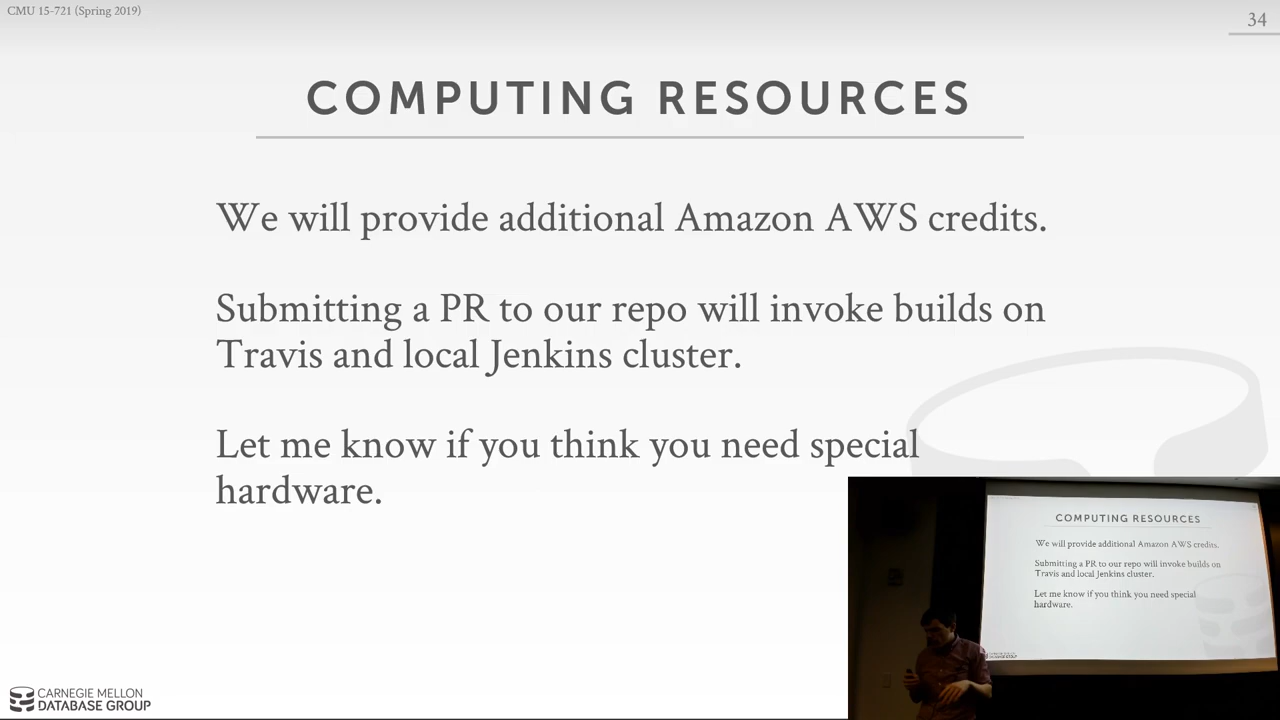 CMU 15-721 (Spring 2019)
34
COMPUTING RESOURCES
We will provide additional Amazon AWS credits.
Submitting a PR to our repo will invoke builds on
Travis and local Jenkins cluster.
Let me know if you think you need special
hardware.
COMPUTING RESOURCES
We will provide additional Amazon AWS credits.
Submitting a PR to our repo will invoke builds on
Travis and local Jenkins cluster.
Let me know if you think you need special
hardware.
CARNEGIE MELLON
DATABASE GROUP